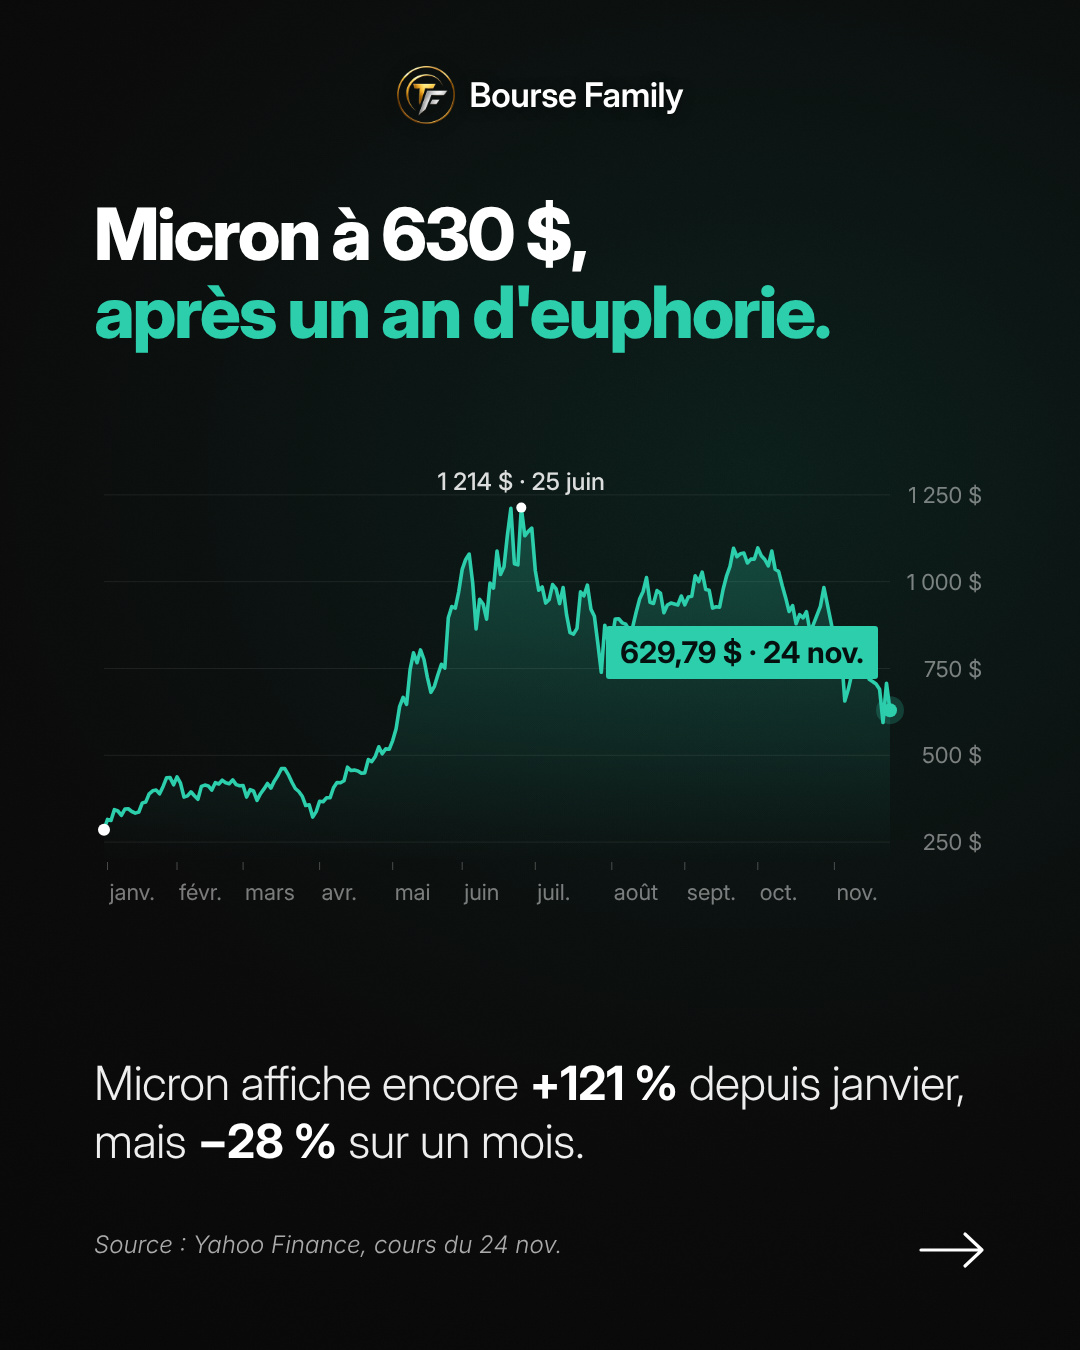 TF
Bourse Family
Micron à 630 $,
après un an d'euphorie.
1 214 $ · 25 juin
1 250 $
1 000 $
629,79 $ · 24 nov.
750 $
500 $
250 $
janv. févr. mars avr. mai juin juil. août sept. oct. nov.
Micron affiche encore +121 % depuis janvier,
mais −28 % sur un mois.
Source : Yahoo Finance, cours du 24 nov.